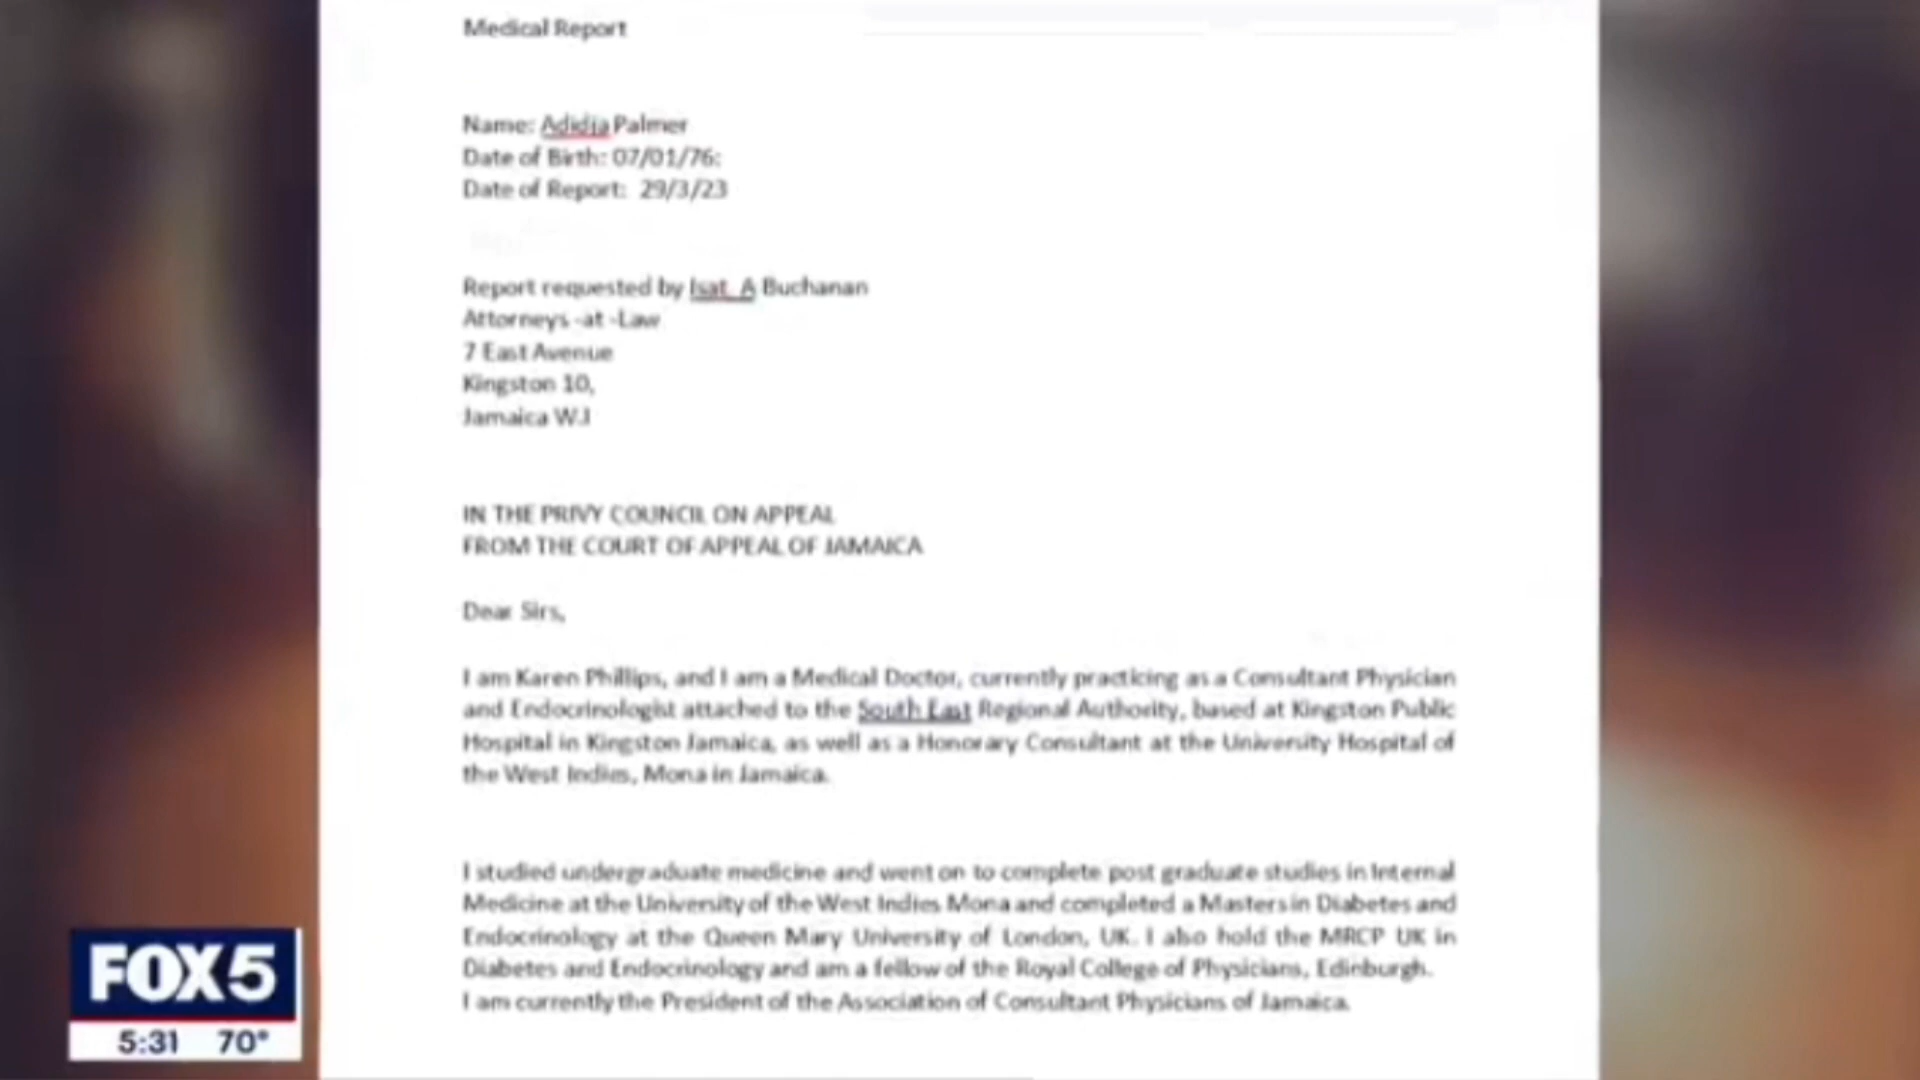 Medical Report
Name: Adidja Palmer
Date of Birth: 07/01/76:
Date of Report: 29/3/23
Report requested by Isat. A Buchanan
Attorneys -at -Law
7 East Avenue
Kingston 10,
Jamaica W.I
IN THE PRIVY COUNCIL ON APPEAL
FROM THE COURT OF APPEAL OF JAMAICA
Dear Sirs,
I am Karen Phillips, and I am a Medical Doctor, currently practicing as a Consultant Physician
and Endocrinologist attached to the South East Regional Authority, based at Kingston Public
Hospital in Kingston Jamaica, as well as a Honorary Consultant at the University Hospital of
the West Indies, Mona in Jamaica.
I studied undergraduate medicine and went on to complete post graduate studies in Internal
Medicine at the University of the West Indies Mona and completed a Masters in Diabetes and
Endocrinology at the Queen Mary University of London, UK. I also hold the MRCP UK in
Diabetes and Endocrinology and am a fellow of the Royal College of Physicians, Edinburgh.
I am currently the President of the Association of Consultant Physicians of Jamaica.
FOX 5
5:31 70°